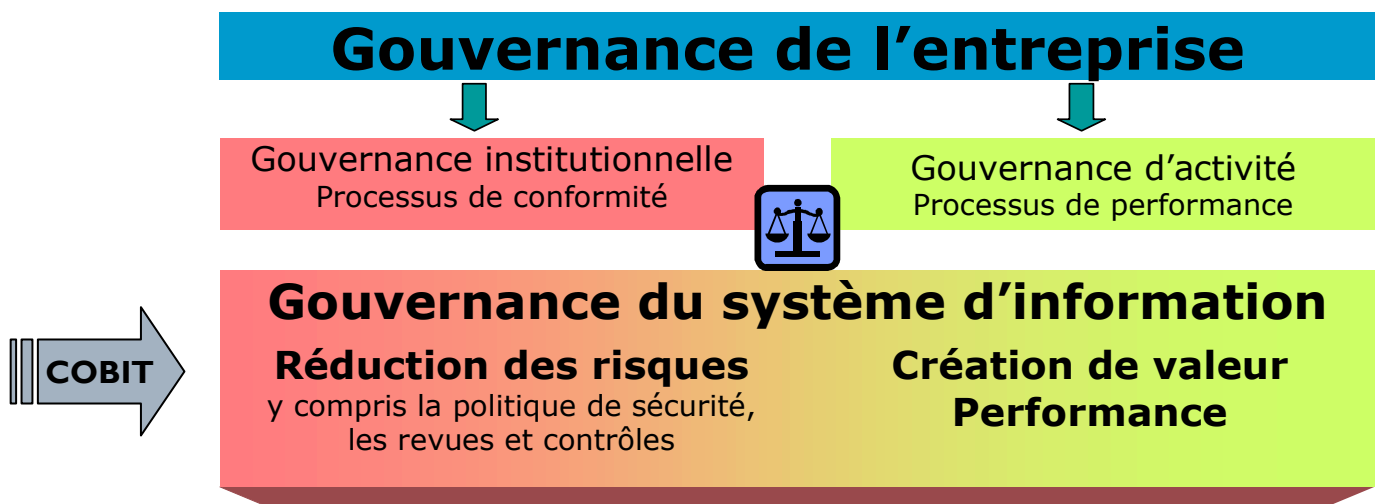 Gouvernance de l’entreprise
Gouvernance institutionnelle
Processus de conformité
Gouvernance d’activité
Processus de performance
Gouvernance du système d’information
COBIT
Réduction des risques
y compris la politique de sécurité,
les revues et contrôles
Création de valeur
Performance